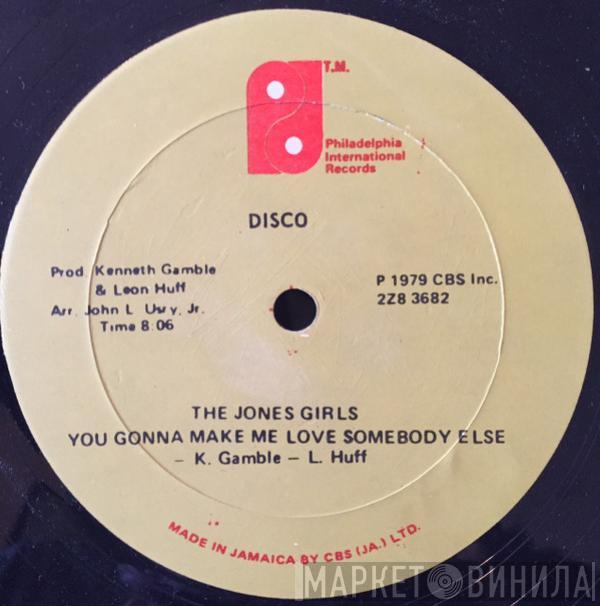 T.M.
Philadelphia
International
Records
DISCO
Prod. Kenneth Gamble
& Leon Huff
Arr. John L. Usry, Jr.
Time 8:06
P 1979 CBS Inc.
2Z8 3682
THE JONES GIRLS
YOU GONNA MAKE ME LOVE SOMEBODY ELSE
– K. Gamble – L. Huff
MADE IN JAMAICA BY CBS (JA.) LTD.
МАРКЕТ ВИНИЛА